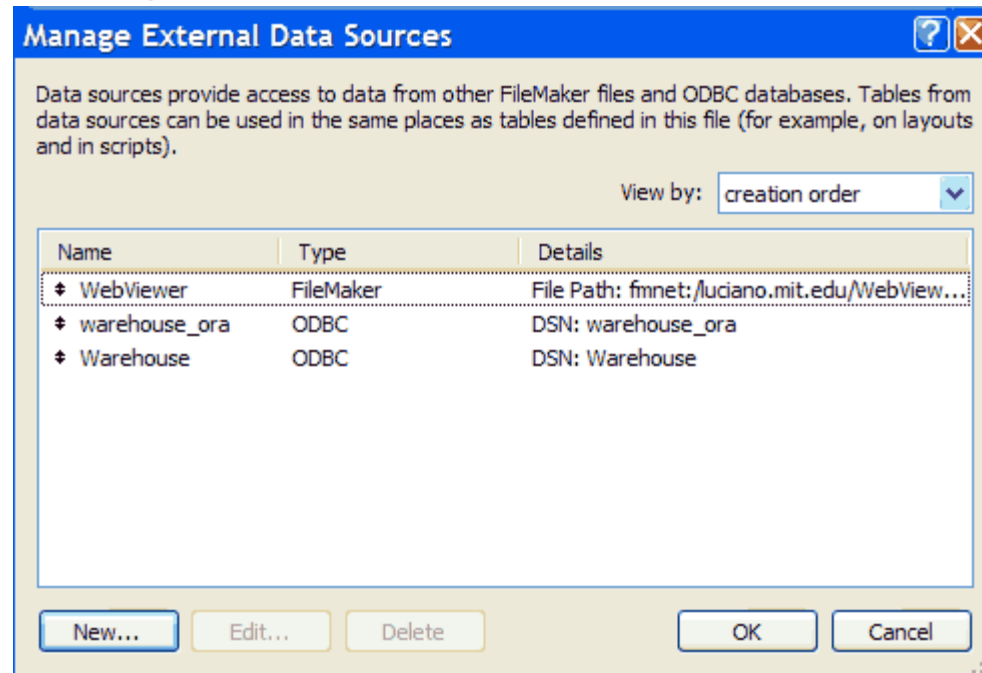 Manage External Data Sources
Data sources provide access to data from other FileMaker files and ODBC databases. Tables from
data sources can be used in the same places as tables defined in this file (for example, on layouts
and in scripts).
View by: creation order
Name Type Details
WebViewer FileMaker File Path: fmnet:/luciano.mit.edu/WebView...
warehouse_ora ODBC DSN: warehouse_ora
Warehouse ODBC DSN: Warehouse
New... Edit... Delete OK Cancel